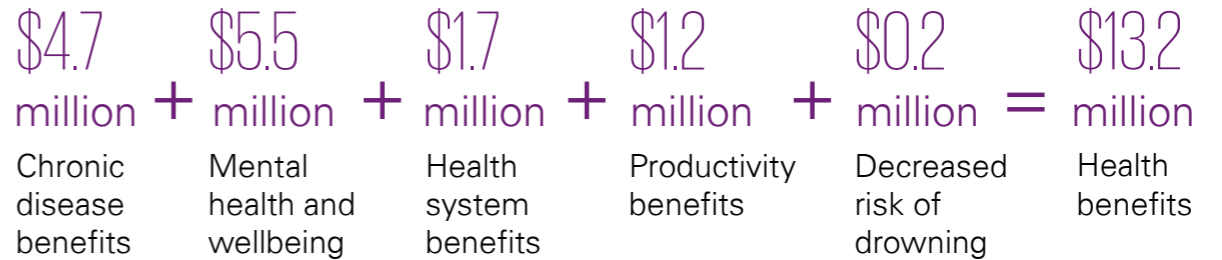 $4.7 $5.5 $1.7 $1.2 $0.2 $13.2
million + million + million + million + million = million
Chronic Mental Health Productivity Decreased Health
disease health and system benefits risk of benefits
benefits wellbeing benefits drowning